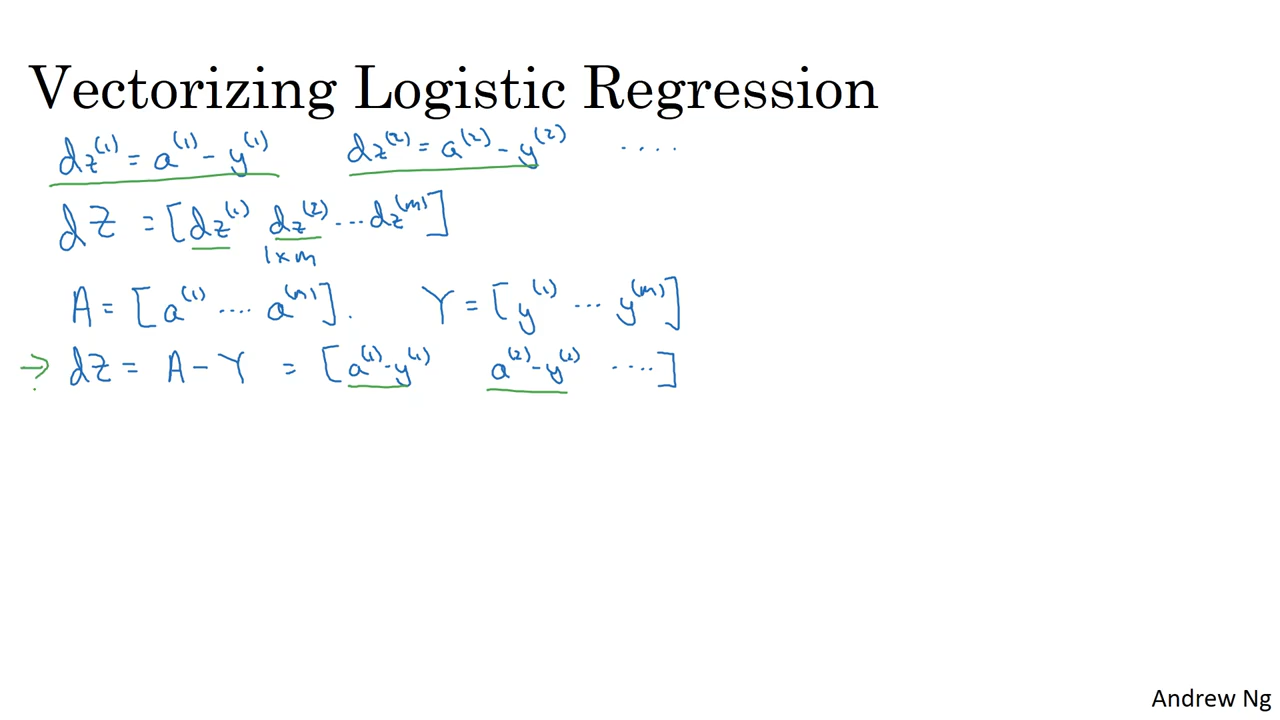 Vectorizing Logistic Regression
dz⁽¹⁾ = a⁽¹⁾ - y⁽¹⁾ dz⁽²⁾ = a⁽²⁾ - y⁽²⁾ ....
dZ = [dz⁽¹⁾ dz⁽²⁾ ... dz⁽ᵐ⁾]
1×m
A = [a⁽¹⁾ .... a⁽ᵐ⁾]. Y = [y⁽¹⁾ ... y⁽ᵐ⁾]
→ dZ = A - Y = [a⁽¹⁾-y⁽¹⁾ a⁽²⁾-y⁽²⁾ ....]
Andrew Ng